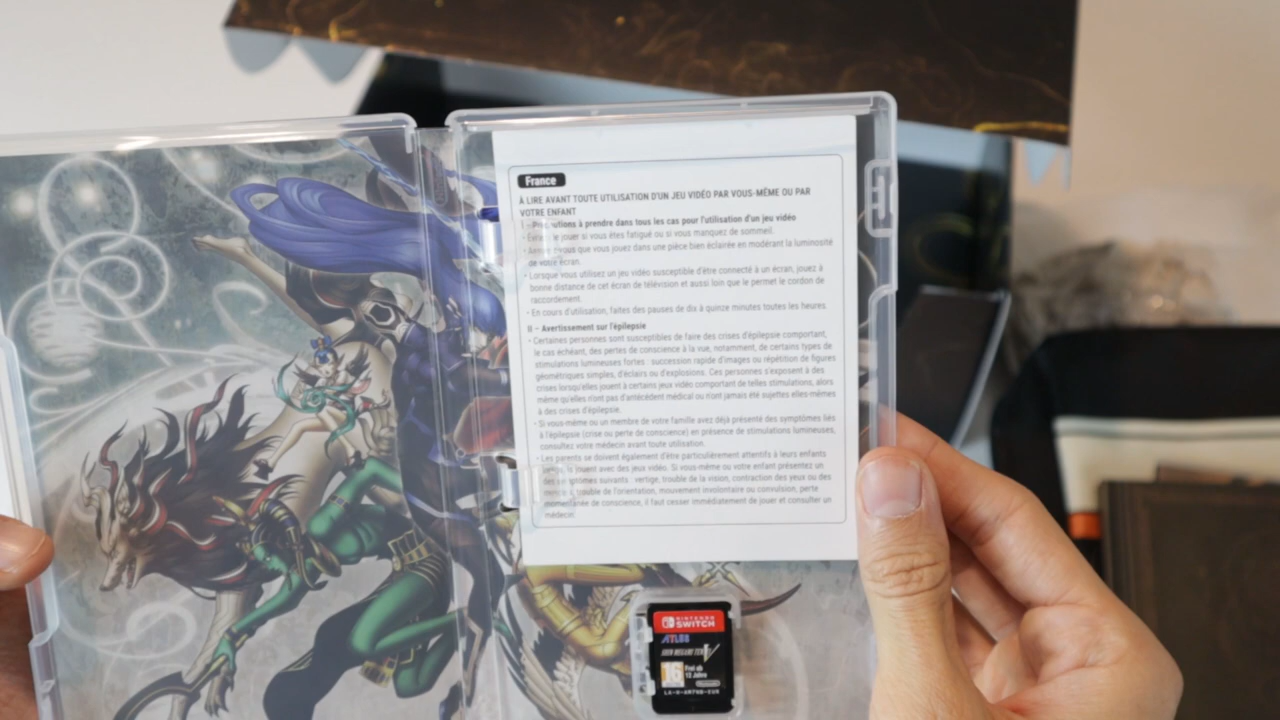 France
À LIRE AVANT TOUTE UTILISATION D'UN JEU VIDÉO PAR VOUS-MÊME OU PAR
VOTRE ENFANT
I - Précautions à prendre dans tous les cas pour l'utilisation d'un jeu vidéo
• Évitez de jouer si vous êtes fatigué ou si vous manquez de sommeil.
• Assurez-vous que vous jouez dans une pièce bien éclairée en modérant la luminosité
de votre écran.
• Lorsque vous utilisez un jeu vidéo susceptible d'être connecté à un écran, jouez à
bonne distance de cet écran de télévision et aussi loin que le permet le cordon de
raccordement.
• En cours d'utilisation, faites des pauses de dix à quinze minutes toutes les heures.
II – Avertissement sur l'épilepsie
• Certaines personnes sont susceptibles de faire des crises d'épilepsie comportant,
le cas échéant, des pertes de conscience à la vue, notamment, de certains types de
stimulations lumineuses fortes : succession rapide d'images ou répétition de figures
géométriques simples, d'éclairs ou d'explosions. Ces personnes s'exposent à des
crises lorsqu'elles jouent à certains jeux vidéo comportant de telles stimulations, alors
même qu'elles n'ont pas d'antécédent médical ou n'ont jamais été sujettes elles-mêmes
à des crises d'épilepsie.
• Si vous-même ou un membre de votre famille avez déjà présenté des symptômes liés
à l'épilepsie (crise ou perte de conscience) en présence de stimulations lumineuses,
consultez votre médecin avant toute utilisation.
• Les parents se doivent également d'être particulièrement attentifs à leurs enfants
lorsqu'ils jouent avec des jeux vidéo. Si vous-même ou votre enfant présentez un
des symptômes suivants : vertige, trouble de la vision, contraction des yeux ou des
muscles, trouble de l'orientation, mouvement involontaire ou convulsion, perte
momentanée de conscience, il faut cesser immédiatement de jouer et consulter un
médecin.
NINTENDO
SWITCH
ATLUS
SHIN MEGAMI TENSEI V
16
Nintendo